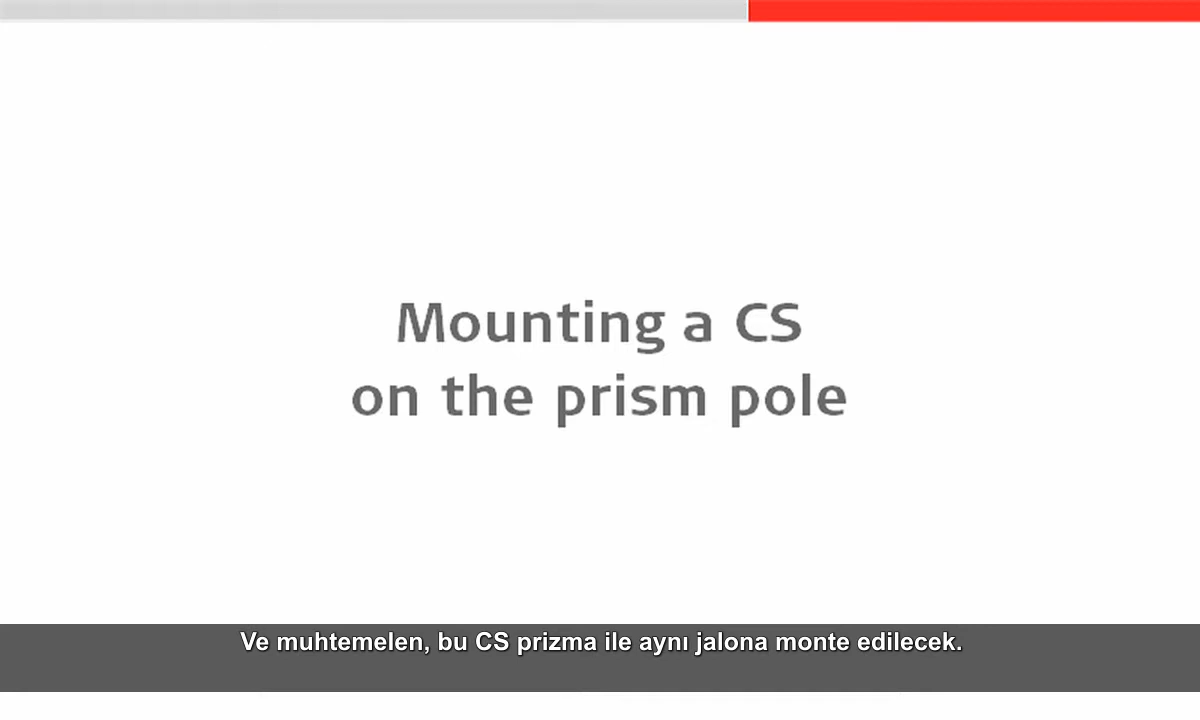 Mounting a CS
on the prism pole
Ve muhtemelen, bu CS prizma ile aynı jalona monte edilecek.